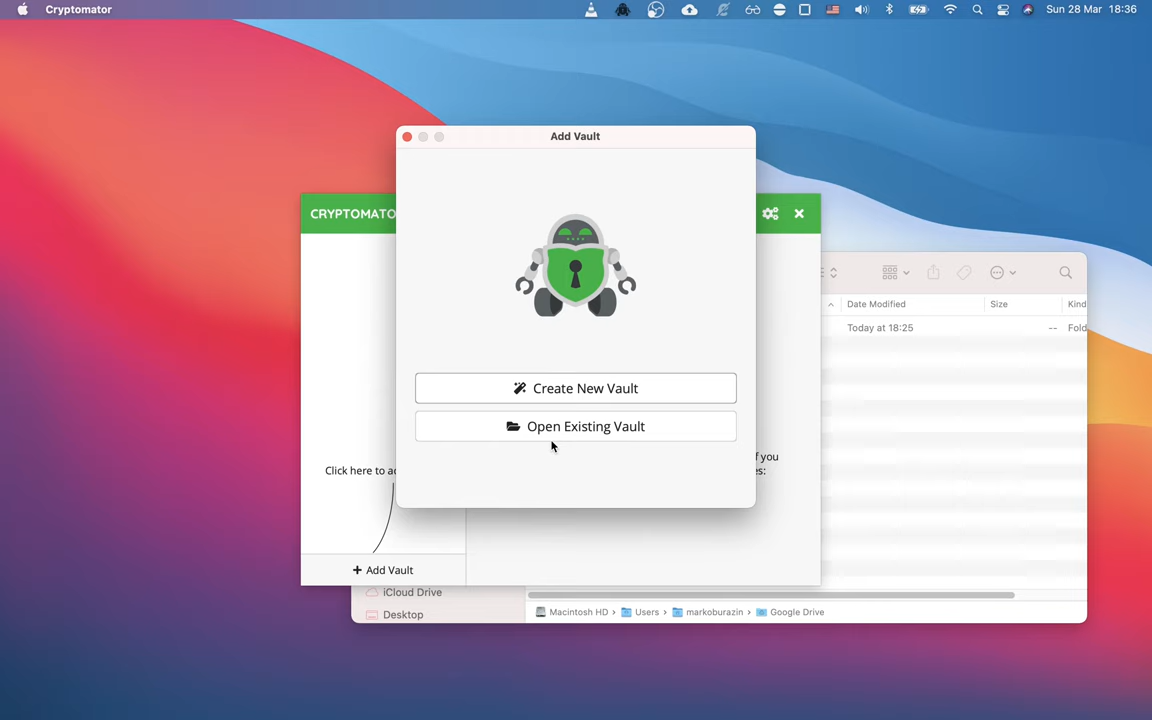 Cryptomator
Sun 28 Mar 18:36
Add Vault
CRYPTOMATO
Create New Vault
Open Existing Vault
Click here to ad
f you
es:
+ Add Vault
Date Modified
Size
Kind
Today at 18:25
--
Fold
iCloud Drive
Desktop
Macintosh HD › Users › markoburazin › Google Drive